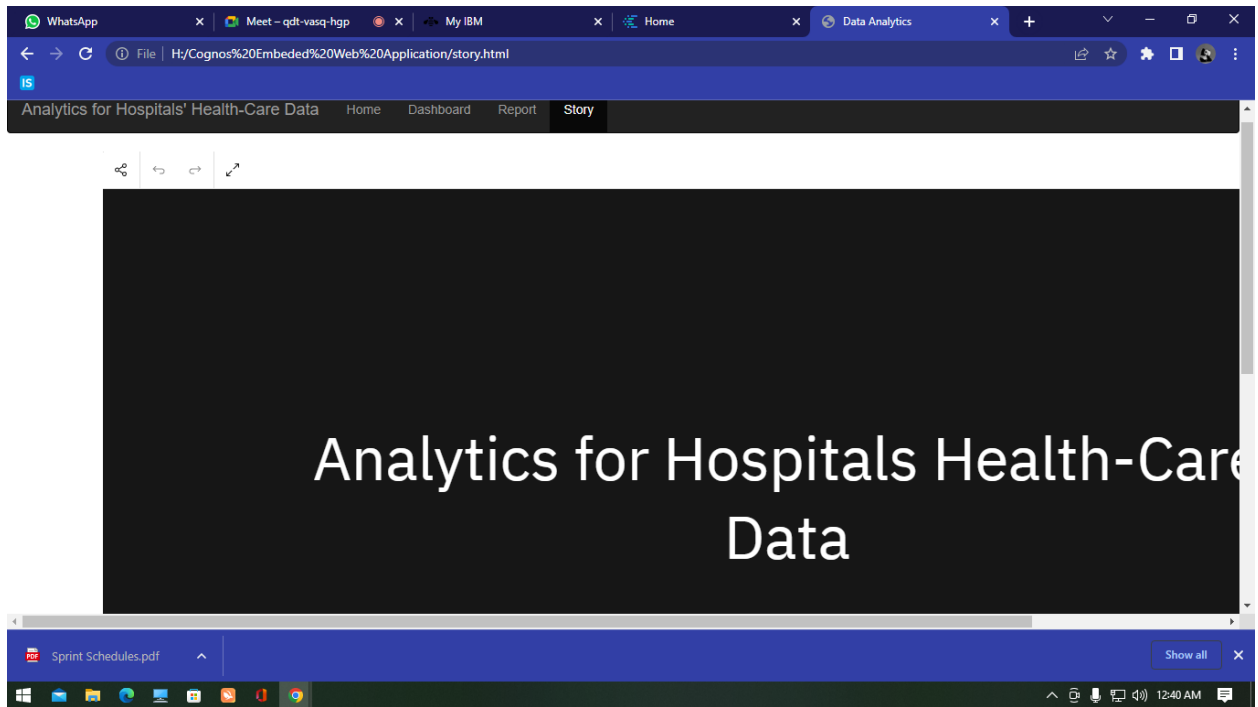 WhatsApp
Meet – qdt-vasq-hgp
My IBM
Home
Data Analytics
File
H:/Cognos%20Embeded%20Web%20Application/story.html
IS
Analytics for Hospitals' Health-Care Data
Home
Dashboard
Report
Story
Analytics for Hospitals Health-Care
Data
PDF
Sprint Schedules.pdf
Show all
12:40 AM